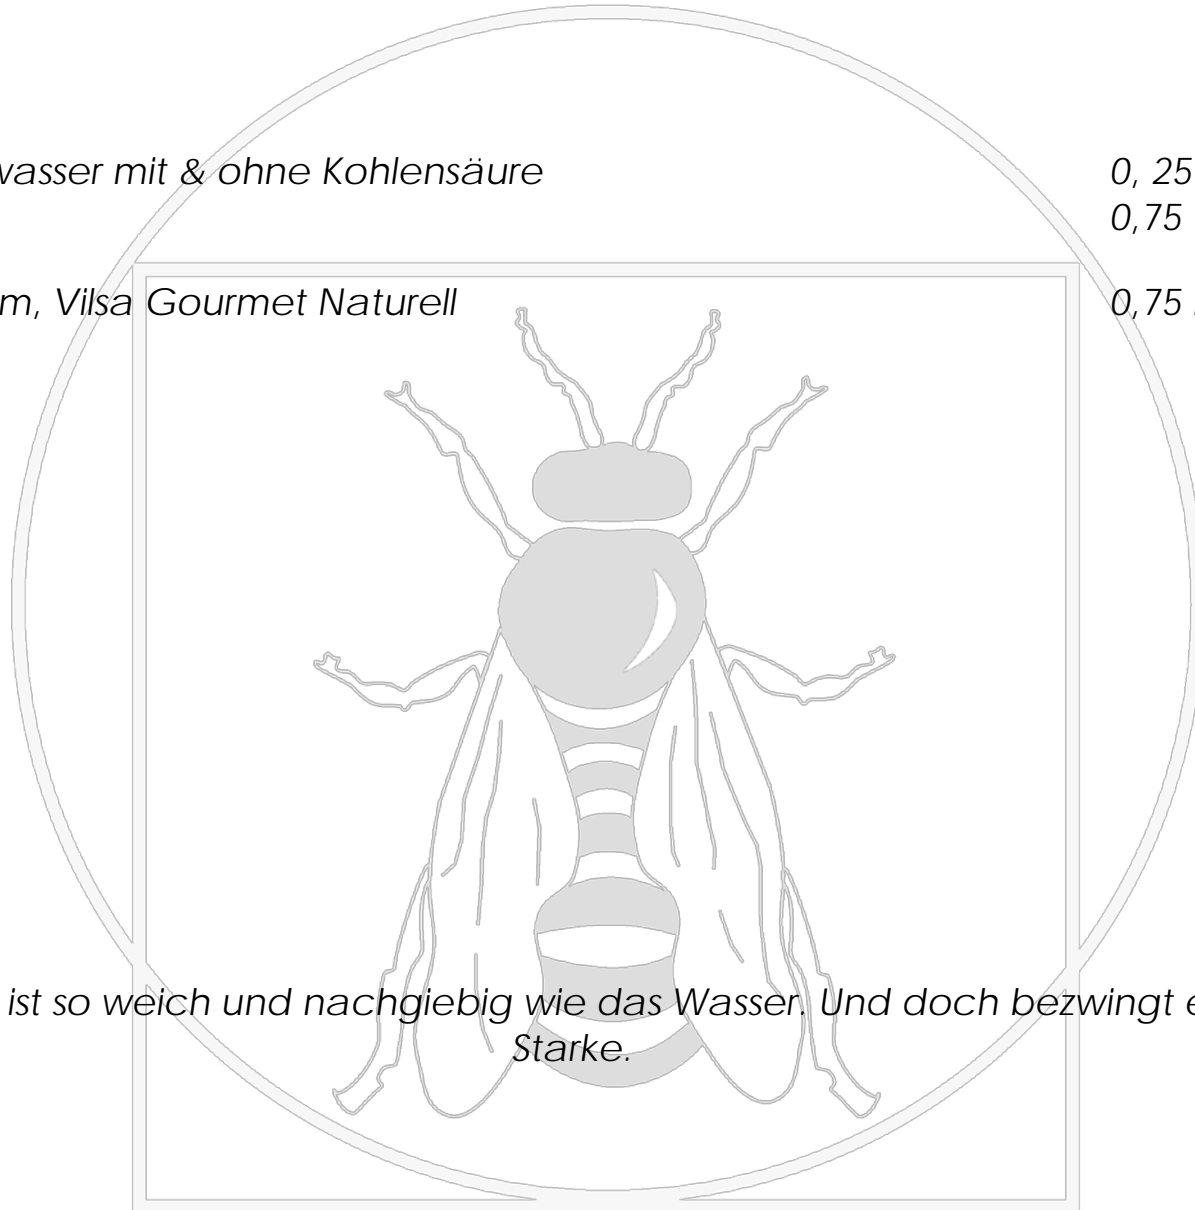 wasser mit & ohne Kohlensäure 0, 25
0,75
m, Vilsa Gourmet Naturell 0,75
ist so weich und nachgiebig wie das Wasser. Und doch bezwingt
Starke.